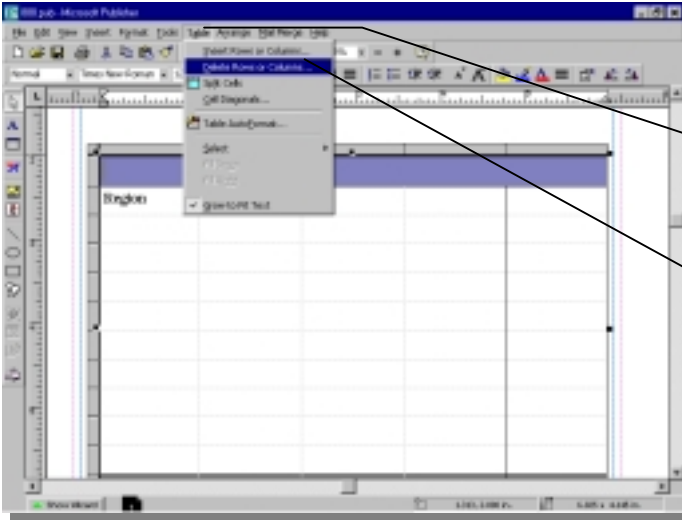 .pub - Microsoft Publisher
File Edit View Insert Format Tools Table Arrange Mail Merge Help
Insert Rows or Columns...
Normal Times New Roman
Delete Rows or Columns...
Split Cells
Cell Diagonals...
Table AutoFormat...
Select
Grow to Fit Text
Region
Show Wizard